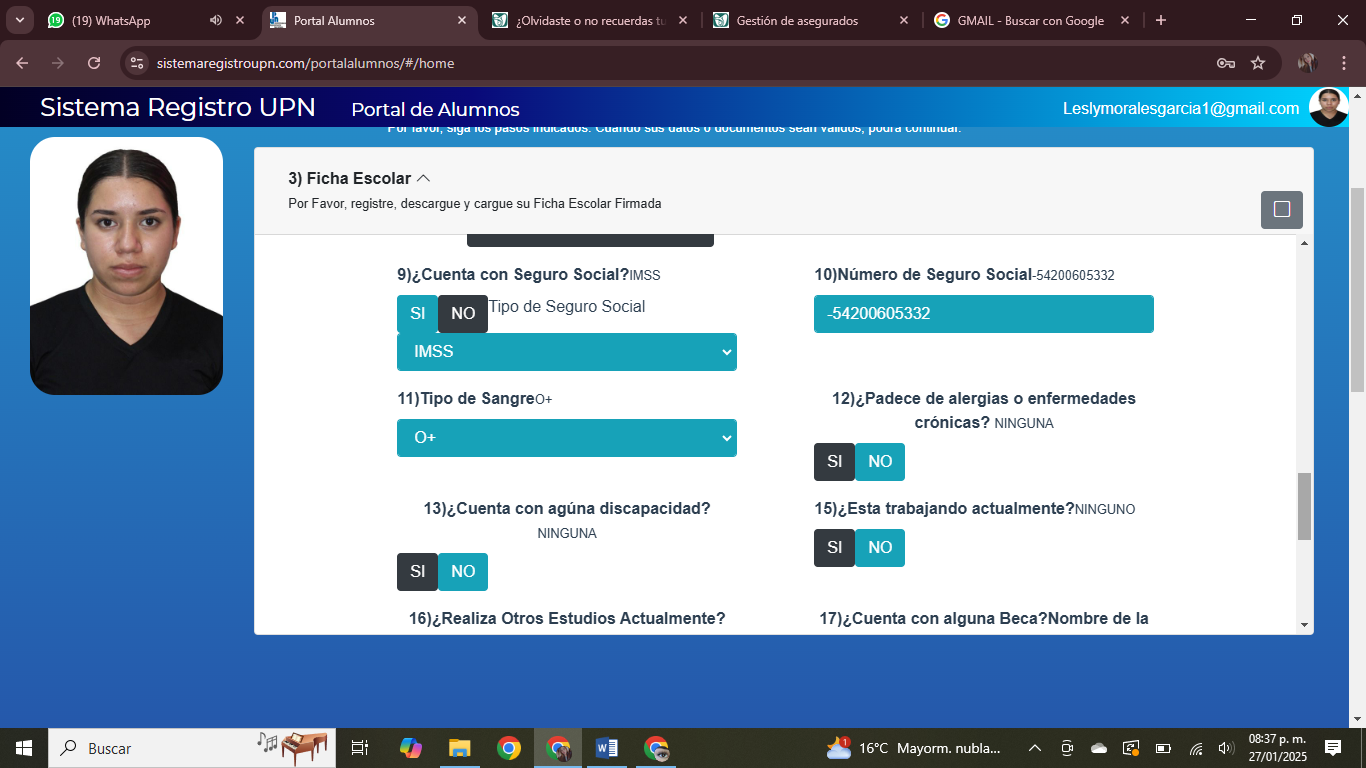 (19) WhatsApp
Portal Alumnos
¿Olvidaste o no recuerdas tu
Gestión de asegurados
GMAIL - Buscar con Google
sistemaregistroupn.com/portalalumnos/#/home
Sistema Registro UPN
Portal de Alumnos
Leslymoralesgarcia1@gmail.com
Por favor, siga los pasos indicados. Cuando sus datos o documentos sean válidos, podrá continuar.
3) Ficha Escolar
Por Favor, registre, descargue y cargue su Ficha Escolar Firmada
9)¿Cuenta con Seguro Social?IMSS
SI NO Tipo de Seguro Social
IMSS
10)Número de Seguro Social-54200605332
-54200605332
11)Tipo de SangreO+
O+
12)¿Padece de alergias o enfermedades
crónicas? NINGUNA
SI NO
13)¿Cuenta con agúna discapacidad?
NINGUNA
SI NO
15)¿Esta trabajando actualmente?NINGUNO
SI NO
16)¿Realiza Otros Estudios Actualmente?
17)¿Cuenta con alguna Beca?Nombre de la
Buscar
1
16°C Mayorm. nubla...
08:37 p. m.
27/01/2025